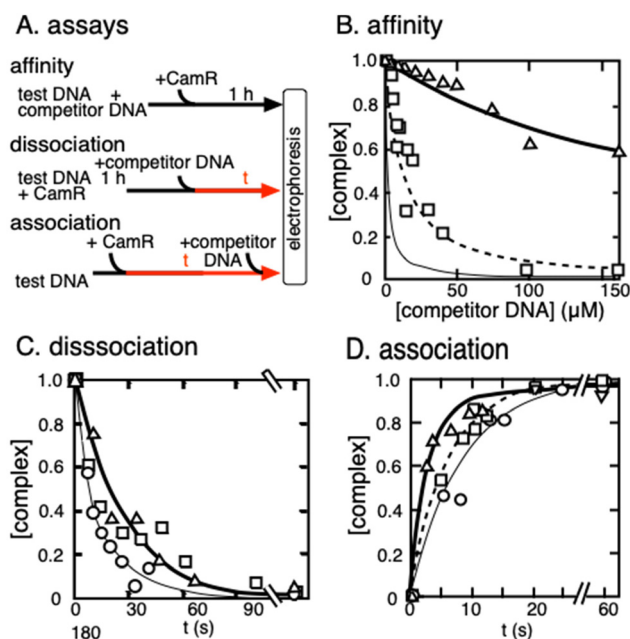 A. assays
affinity
+CamR
test DNA +
competitor DNA
1 h
dissociation
+competitor DNA
test DNA 1 h
+ CamR
t
association
+ CamR
+competitor
t DNA
test DNA
electrophoresis
B. affinity
[complex]
1.0
0.8
0.6
0.4
0.2
0
0 50 100 150
[competitor DNA] (µM)
C. disssociation
[complex]
1.0
0.8
0.6
0.4
0.2
0
0 30 60 90
180
t (s)
D. association
[complex]
1.0
0.8
0.6
0.4
0.2
0
0 10 20 60
t (s)